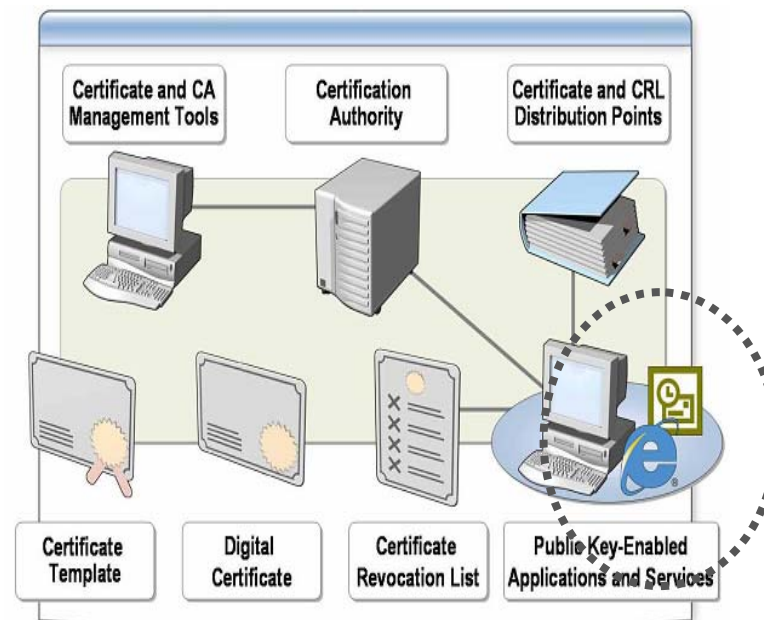 Certificate and CA
Management Tools
Certification
Authority
Certificate and CRL
Distribution Points
Certificate
Template
Digital
Certificate
Certificate
Revocation List
Public Key-Enabled
Applications and Services